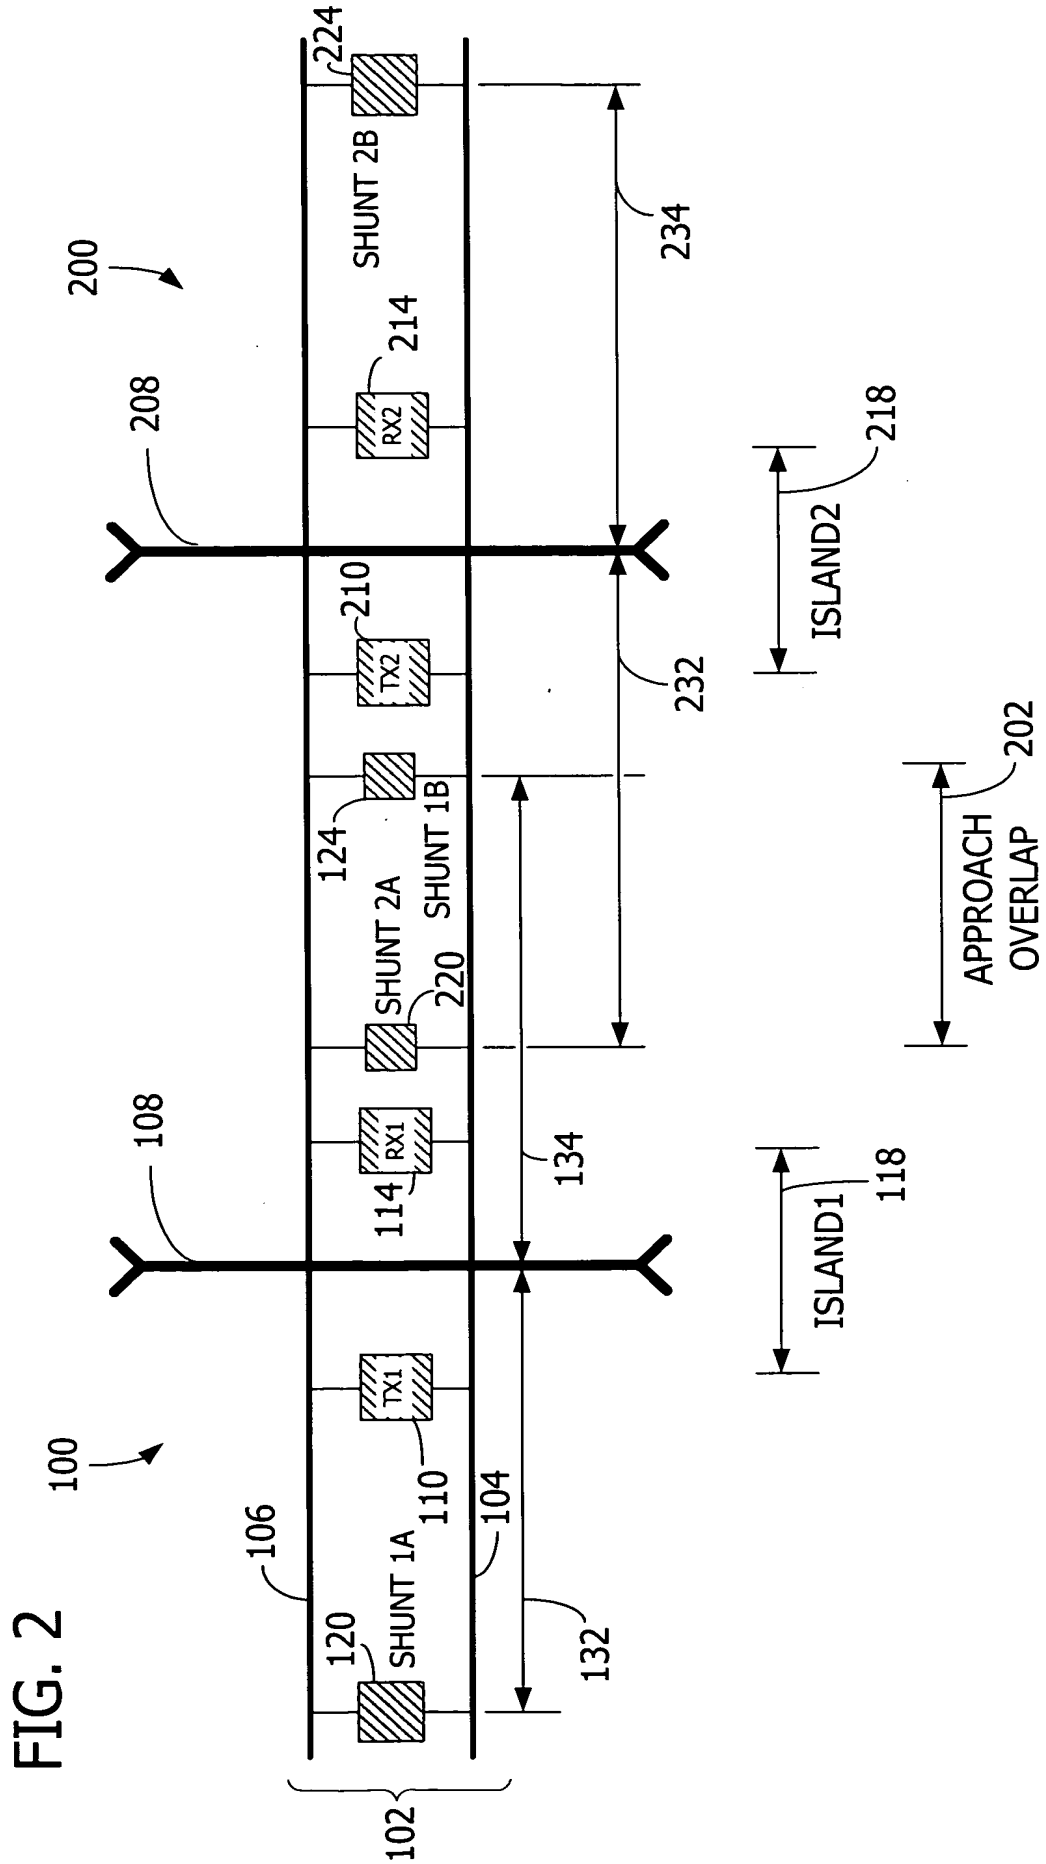 FIG. 2
100
200
108
208
106
120
SHUNT 1A
110
TX1
104
102
114
RX1
220
SHUNT 2A
SHUNT 1B
124
TX2
210
RX2
214
SHUNT 2B
224
132
134
232
234
ISLAND1
118
ISLAND2
218
APPROACH
OVERLAP
202